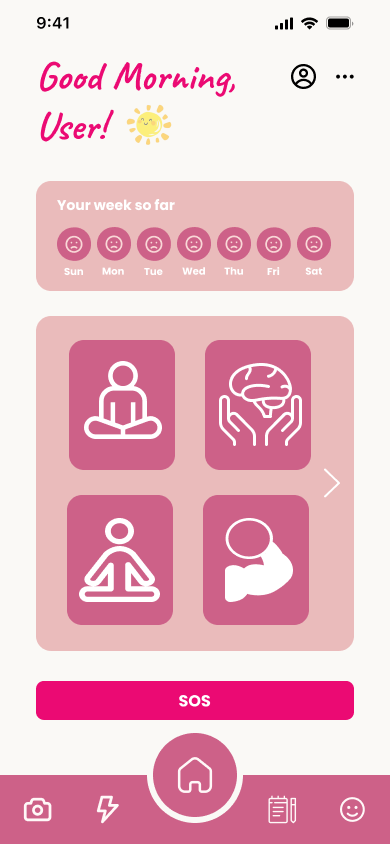 9:41
Good Morning,
User!
Your week so far
Sun Mon Tue Wed Thu Fri Sat
SOS